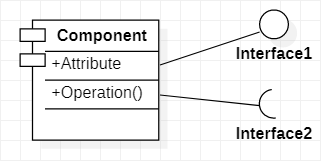 Component
+Attribute
+Operation()
Interface1
Interface2